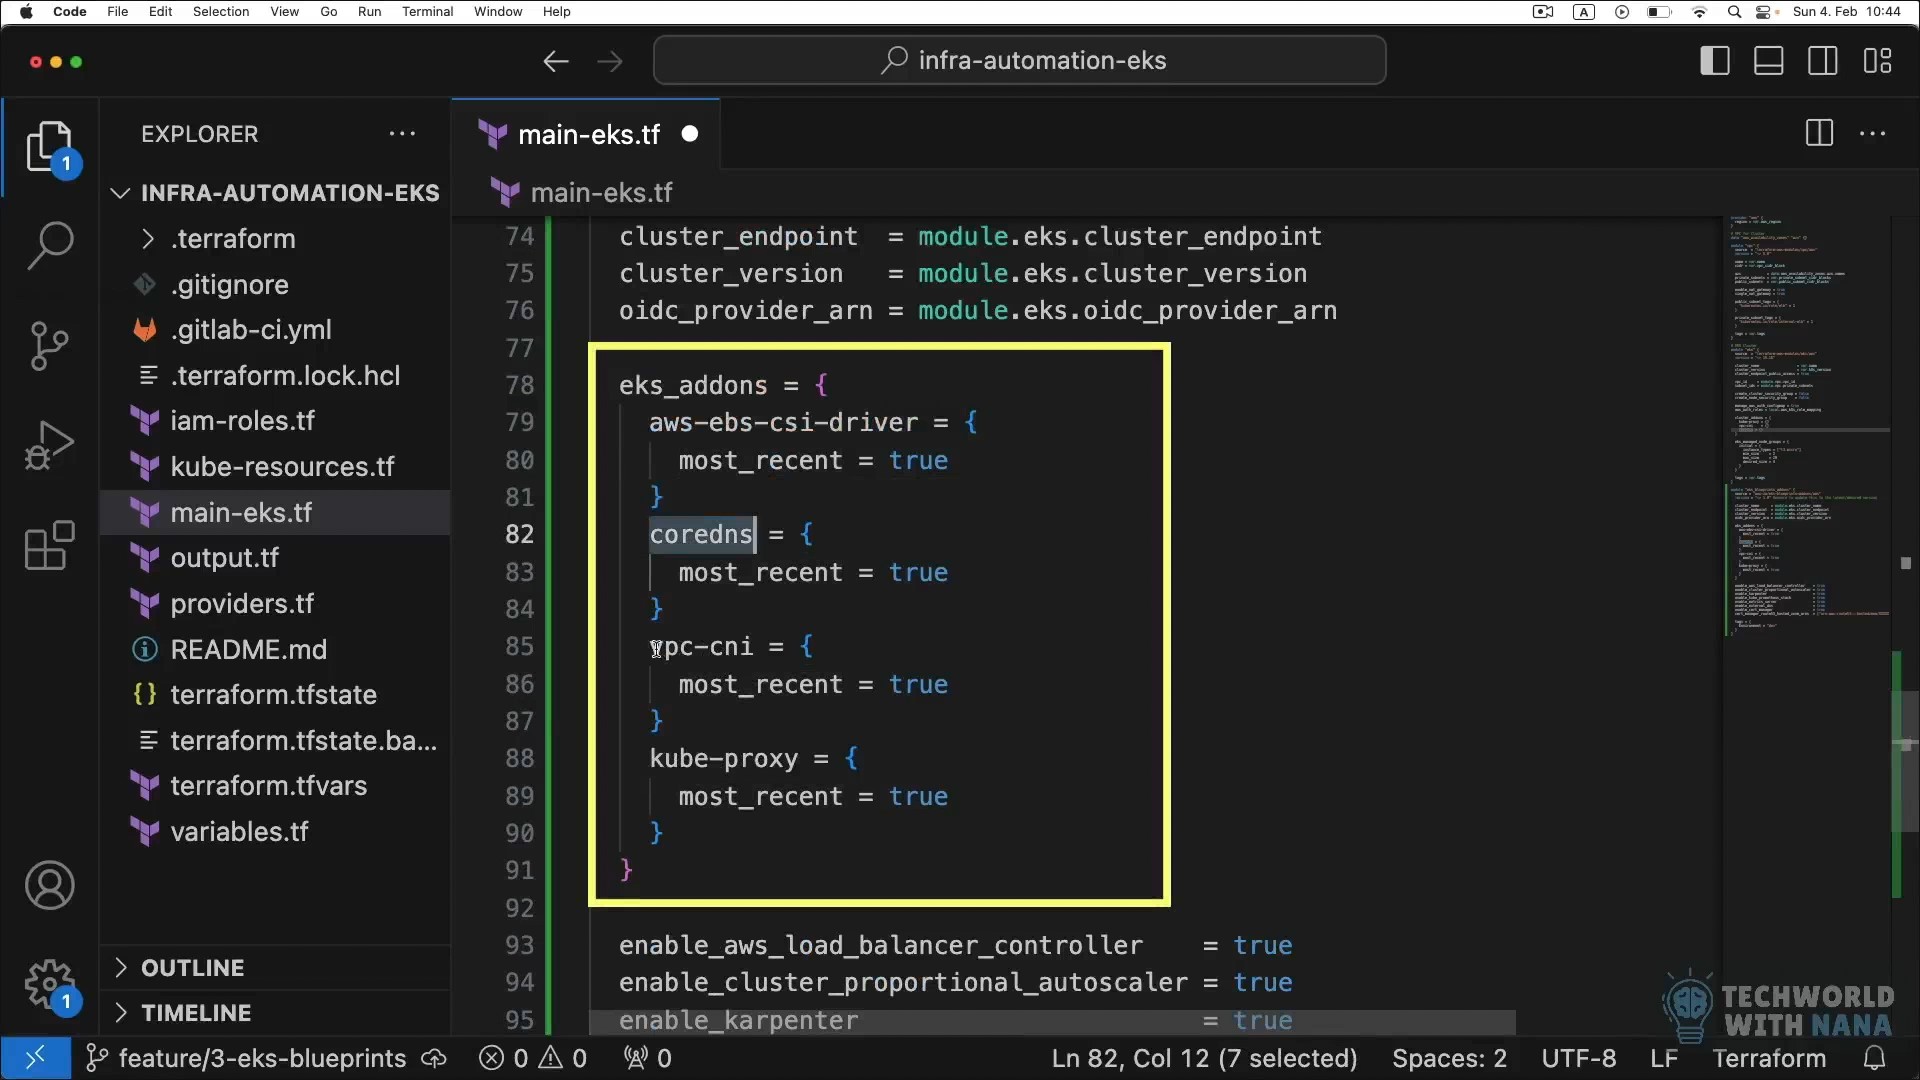 Code File Edit Selection View Go Run Terminal Window Help
A
Sun 4. Feb 10:44
infra-automation-eks
EXPLORER
main-eks.tf
1
INFRA-AUTOMATION-EKS
.terraform
.gitignore
.gitlab-ci.yml
.terraform.lock.hcl
iam-roles.tf
kube-resources.tf
main-eks.tf
output.tf
providers.tf
README.md
terraform.tfstate
terraform.tfstate.ba...
terraform.tfvars
variables.tf
OUTLINE
TIMELINE
1
main-eks.tf
74 cluster_endpoint = module.eks.cluster_endpoint
75 cluster_version = module.eks.cluster_version
76 oidc_provider_arn = module.eks.oidc_provider_arn
77
78 eks_addons = {
79 aws-ebs-csi-driver = {
80 most_recent = true
81 }
82 coredns = {
83 most_recent = true
84 }
85 vpc-cni = {
86 most_recent = true
87 }
88 kube-proxy = {
89 most_recent = true
90 }
91 }
92
93 enable_aws_load_balancer_controller = true
94 enable_cluster_proportional_autoscaler = true
95 enable_karpenter = true
TECHWORLD
WITH NANA
feature/3-eks-blueprints 0 0 0
Ln 82, Col 12 (7 selected) Spaces: 2 UTF-8 LF Terraform